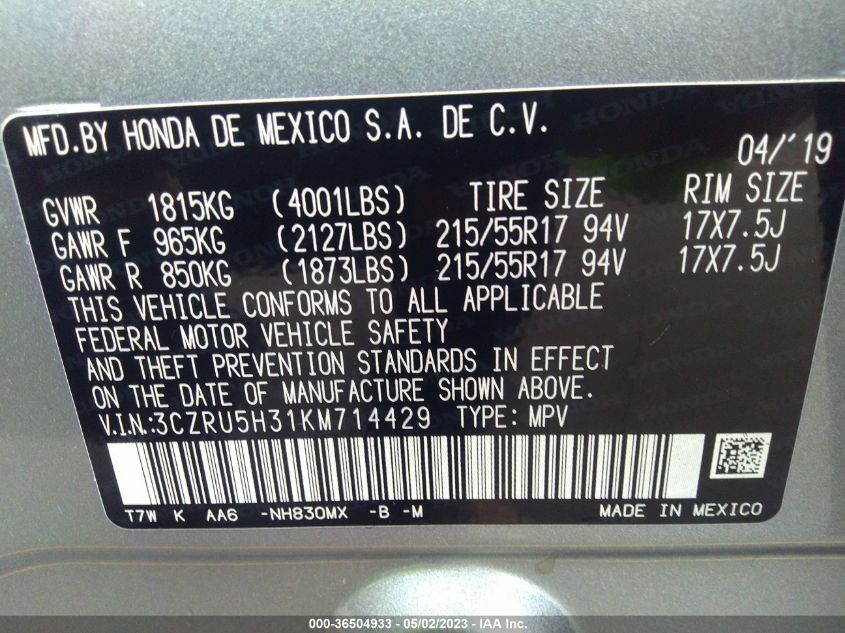 MFD.BY HONDA DE MEXICO S.A. DE C.V.
04/'19
GVWR 1815KG (4001LBS) TIRE SIZE RIM SIZE
GAWR F 965KG (2127LBS) 215/55R17 94V 17X7.5J
GAWR R 850KG (1873LBS) 215/55R17 94V 17X7.5J
THIS VEHICLE CONFORMS TO ALL APPLICABLE
FEDERAL MOTOR VEHICLE SAFETY
AND THEFT PREVENTION STANDARDS IN EFFECT
ON THE DATE OF MANUFACTURE SHOWN ABOVE.
V.I.N.:3CZRU5H31KM714429 TYPE: MPV
T7W K AA6 -NH830MX -B -M MADE IN MEXICO
000-36504933 - 05/02/2023 - © IAA Inc.